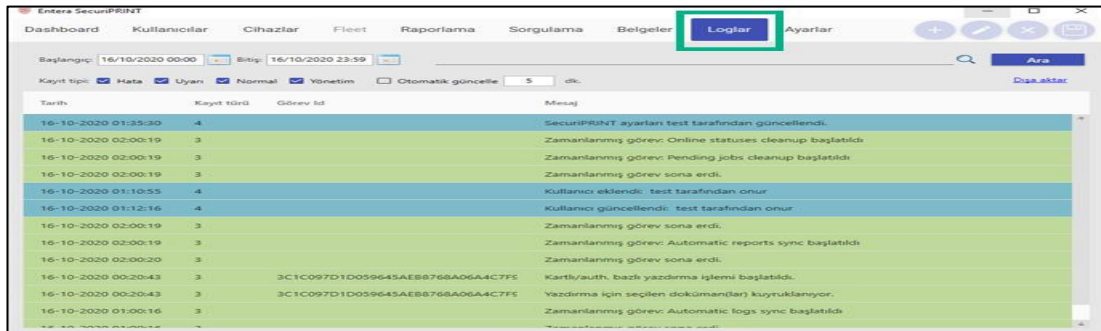 Entera SecuriPRINT
Dashboard Kullanıcılar Cihazlar Fleet Raporlama Sorgulama Belgeler Loglar Ayarlar
Başlangıç: 16/10/2020 00:00 Bitiş: 16/10/2020 23:59 Ara
Kayıt tipi: Hata Uyarı Normal Yönetim Otomatik güncelle 5 dk. Dışa aktar
Tarih Kayıt türü Görev Id Mesaj
16-10-2020 01:35:30 4 SecuriPRINT ayarları test tarafından güncellendi.
16-10-2020 02:00:19 3 Zamanlanmış görev: Online statuses cleanup başlatıldı
16-10-2020 02:00:19 3 Zamanlanmış görev: Pending jobs cleanup başlatıldı
16-10-2020 02:00:19 3 Zamanlanmış görev sona erdi.
16-10-2020 01:10:55 4 Kullanıcı eklendi: test tarafından onur
16-10-2020 01:12:16 4 Kullanıcı güncellendi: test tarafından onur
16-10-2020 02:00:19 3 Zamanlanmış görev sona erdi.
16-10-2020 02:00:19 3 Zamanlanmış görev: Automatic reports sync başlatıldı
16-10-2020 02:00:20 3 Zamanlanmış görev sona erdi.
16-10-2020 00:20:43 3 3C1C097D1D059645AEB8768A06A4C7F5 Kartlı/auth. bazlı yazdırma işlemi başlatıldı.
16-10-2020 00:20:43 3 3C1C097D1D059645AEB8768A06A4C7F5 Yazdırma için seçilen doküman(lar) kuyruklanıyor.
16-10-2020 01:00:16 3 Zamanlanmış görev: Automatic logs sync başlatıldı